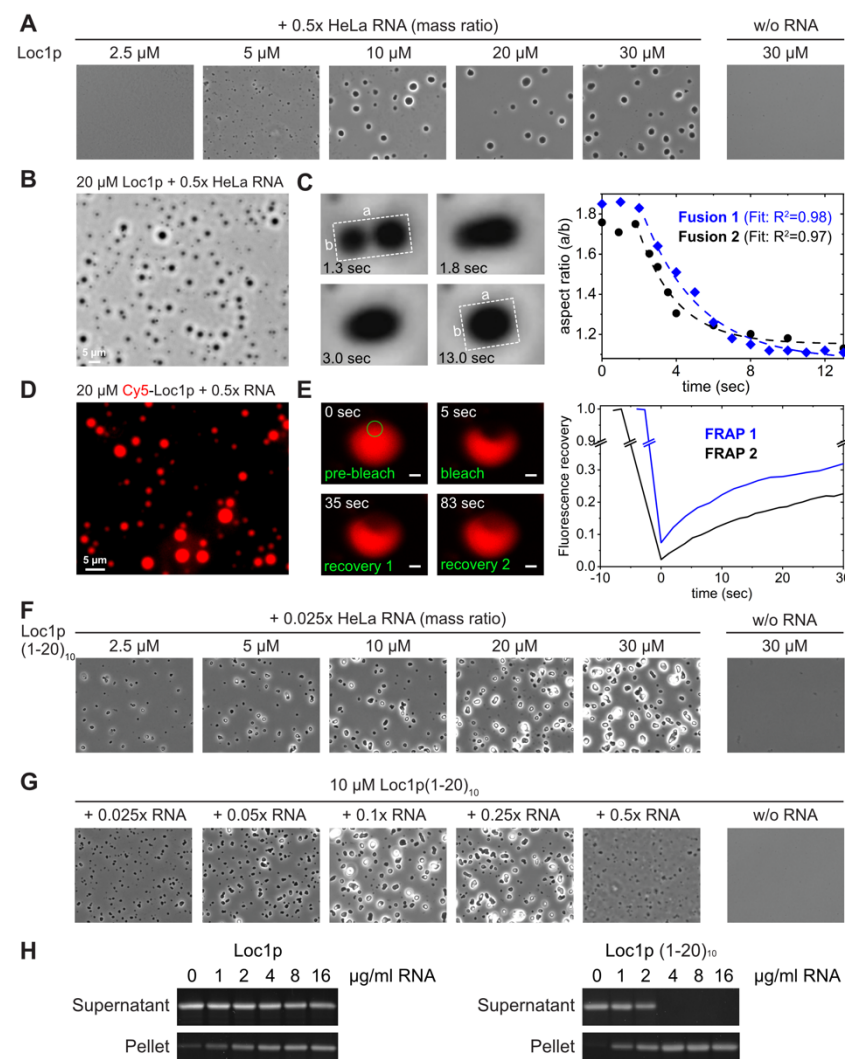 A
+ 0.5x HeLa RNA (mass ratio) w/o RNA
Loc1p 2.5 µM 5 µM 10 µM 20 µM 30 µM 30 µM
B 20 µM Loc1p + 0.5x HeLa RNA
5 µm
C
a
b
1.3 sec
1.8 sec
3.0 sec
a
b
13.0 sec
Fusion 1 (Fit: R²=0.98)
Fusion 2 (Fit: R²=0.97)
aspect ratio (a/b)
1.8
1.6
1.4
1.2
0 4 8 12
time (sec)
D 20 µM Cy5-Loc1p + 0.5x RNA
5 µm
E
0 sec
pre-bleach
5 sec
bleach
35 sec
recovery 1
83 sec
recovery 2
FRAP 1
FRAP 2
Fluorescence recovery
1.0
0.9
0.3
0.2
0.1
0.0
-10 0 10 20 30
time (sec)
F
+ 0.025x HeLa RNA (mass ratio) w/o RNA
Loc1p
(1-20)₁₀ 2.5 µM 5 µM 10 µM 20 µM 30 µM 30 µM
G
10 µM Loc1p(1-20)₁₀
+ 0.025x RNA + 0.05x RNA + 0.1x RNA + 0.25x RNA + 0.5x RNA w/o RNA
H
Loc1p
0 1 2 4 8 16 µg/ml RNA
Supernatant
Pellet
Loc1p (1-20)₁₀
0 1 2 4 8 16 µg/ml RNA
Supernatant
Pellet